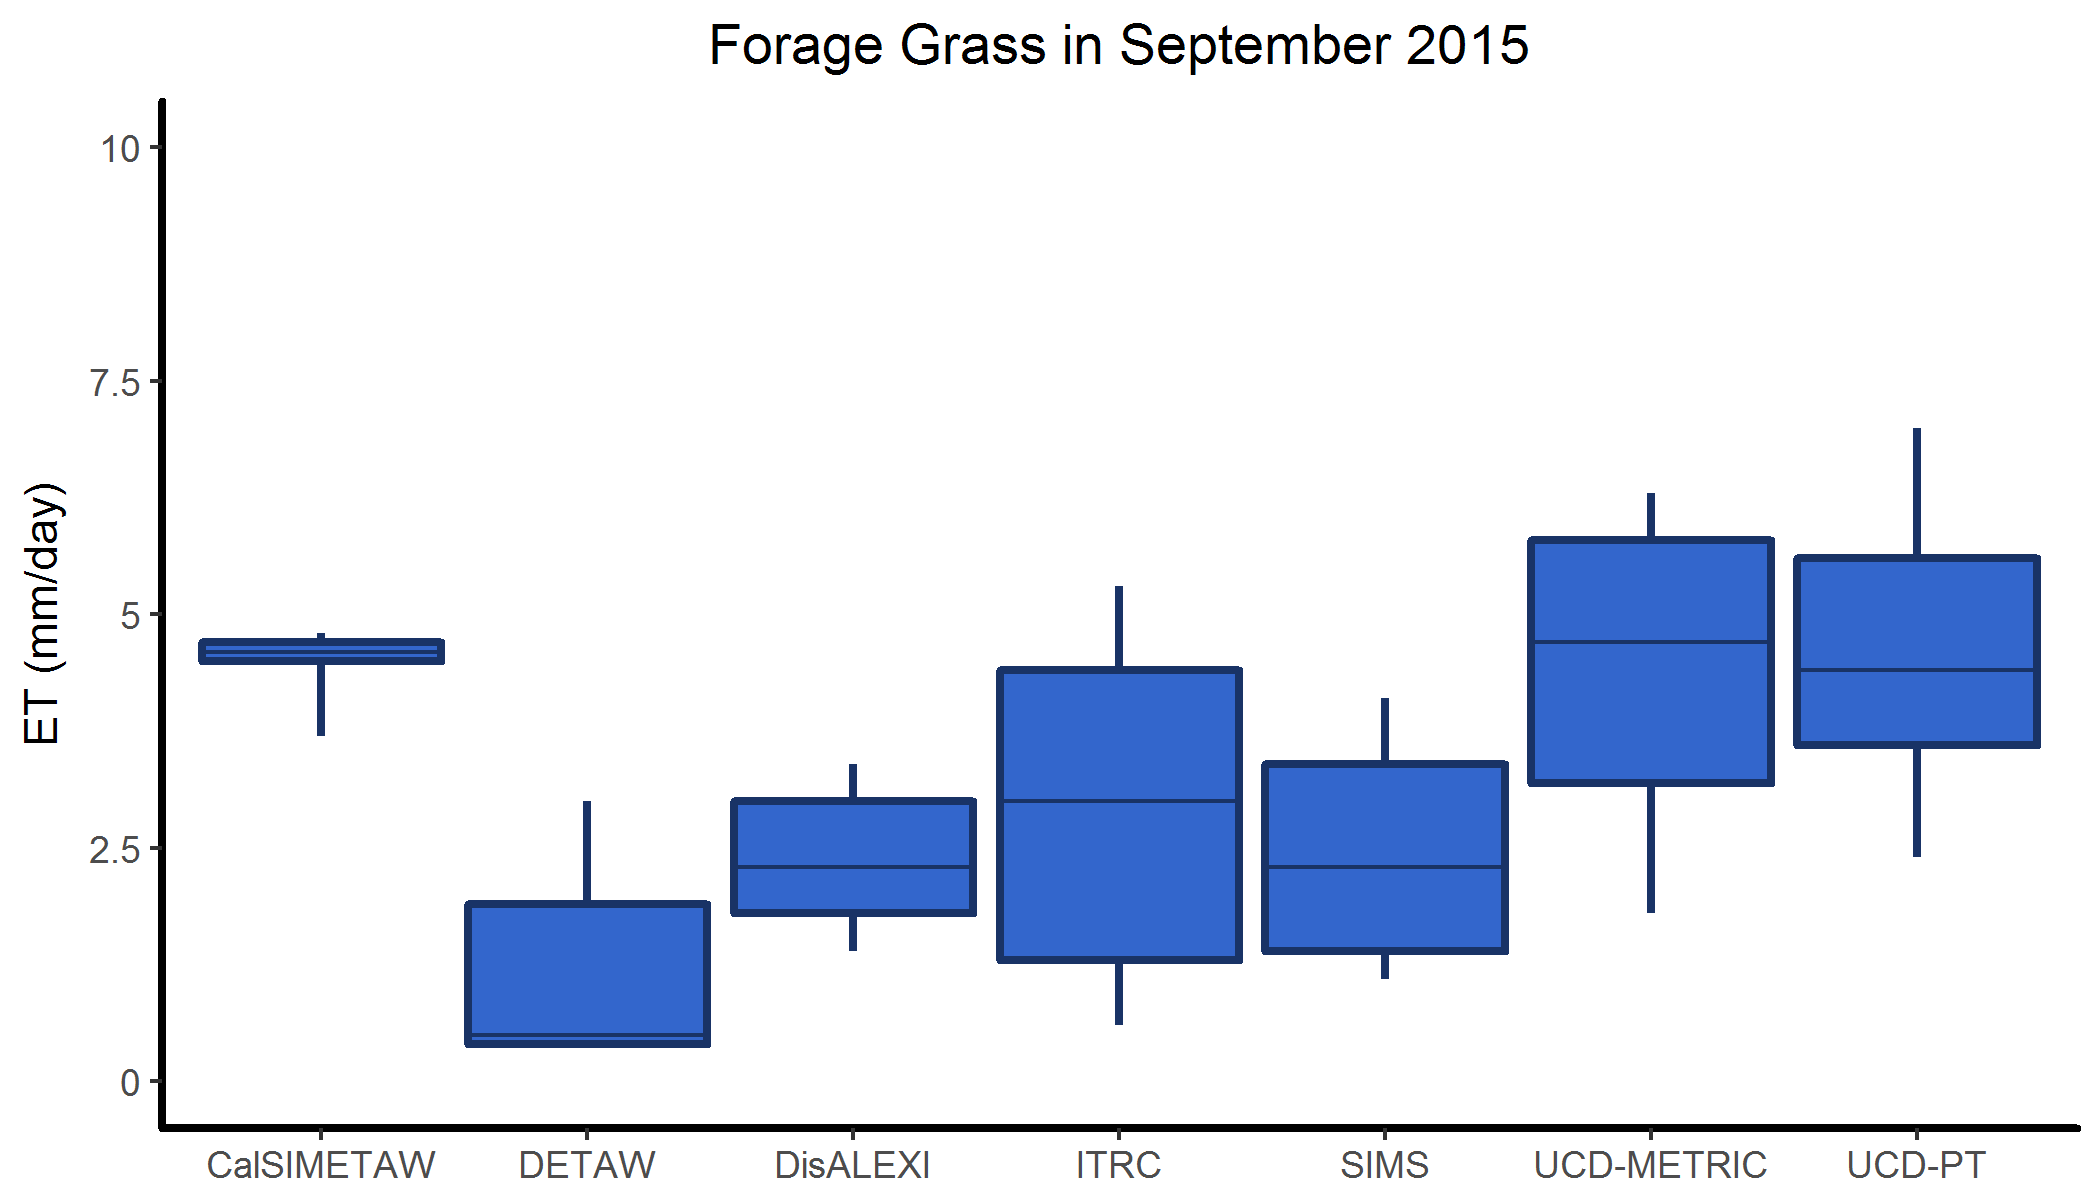 Forage Grass in September 2015
ET (mm/day)
10
7.5
5
2.5
0
CalSIMETAW DETAW DisALEXI ITRC SIMS UCD-METRIC UCD-PT